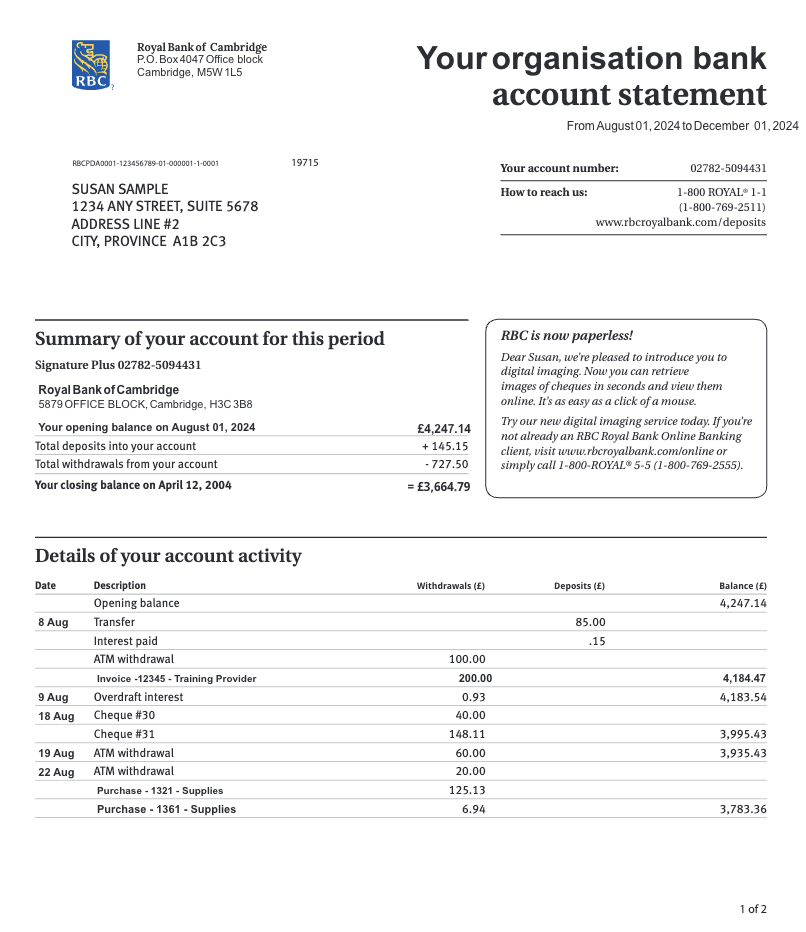 RBC
?
Royal Bank of Cambridge
P.O. Box 4047 Office block
Cambridge, M5W 1L5
Your organisation bank
account statement
From August 01, 2024 to December 01, 2024
RBCPDA0001-123456789-01-000001-1-0001 19715
SUSAN SAMPLE
1234 ANY STREET, SUITE 5678
ADDRESS LINE #2
CITY, PROVINCE A1B 2C3
Your account number: 02782-5094431
How to reach us: 1-800 ROYAL® 1-1
(1-800-769-2511)
www.rbcroyalbank.com/deposits
Summary of your account for this period
Signature Plus 02782-5094431
Royal Bank of Cambridge
5879 OFFICE BLOCK, Cambridge, H3C 3B8
Your opening balance on August 01, 2024 £4,247.14
Total deposits into your account + 145.15
Total withdrawals from your account - 727.50
Your closing balance on April 12, 2004 = £3,664.79
RBC is now paperless!
Dear Susan, we're pleased to introduce you to
digital imaging. Now you can retrieve
images of cheques in seconds and view them
online. It's as easy as a click of a mouse.
Try our new digital imaging service today. If you're
not already an RBC Royal Bank Online Banking
client, visit www.rbcroyalbank.com/online or
simply call 1-800-ROYAL® 5-5 (1-800-769-2555).
Details of your account activity
Date Description Withdrawals (£) Deposits (£) Balance (£)
Opening balance 4,247.14
8 Aug Transfer 85.00
Interest paid .15
ATM withdrawal 100.00
Invoice -12345 - Training Provider 200.00 4,184.47
9 Aug Overdraft interest 0.93 4,183.54
18 Aug Cheque #30 40.00
Cheque #31 148.11 3,995.43
19 Aug ATM withdrawal 60.00 3,935.43
22 Aug ATM withdrawal 20.00
Purchase - 1321 - Supplies 125.13
Purchase - 1361 - Supplies 6.94 3,783.36
1 of 2